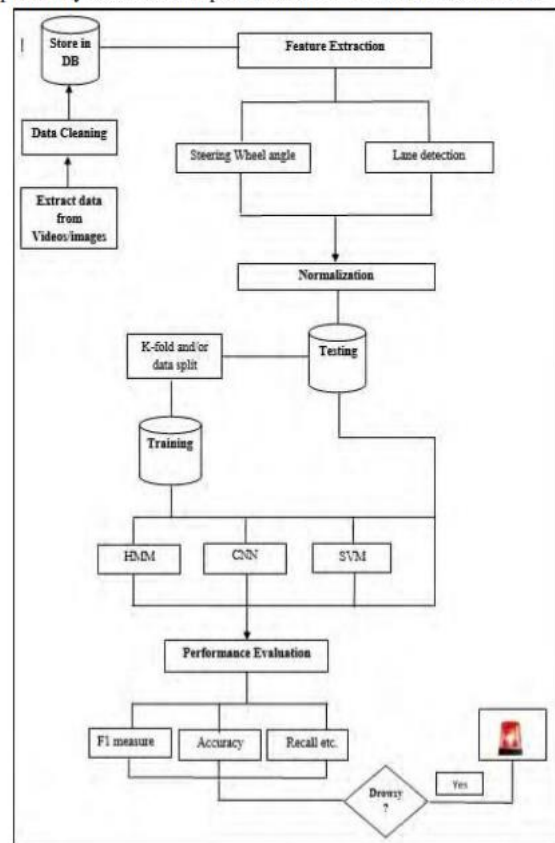 Store in
DB
Feature Extraction
Data Cleaning
Steering Wheel angle
Lane detection
Extract data
from
Videos/images
Normalization
K-fold and/or
data split
Testing
Training
HMM
CNN
SVM
Performance Evaluation
F1 measure
Accuracy
Recall etc.
Drowsy
?
Yes